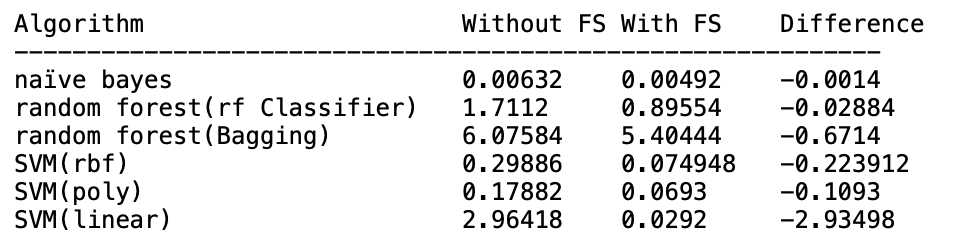 Algorithm Without FS With FS Difference
------------------------------------------------------------
naïve bayes 0.00632 0.00492 -0.0014
random forest(rf Classifier) 1.7112 0.89554 -0.02884
random forest(Bagging) 6.07584 5.40444 -0.6714
SVM(rbf) 0.29886 0.074948 -0.223912
SVM(poly) 0.17882 0.0693 -0.1093
SVM(linear) 2.96418 0.0292 -2.93498